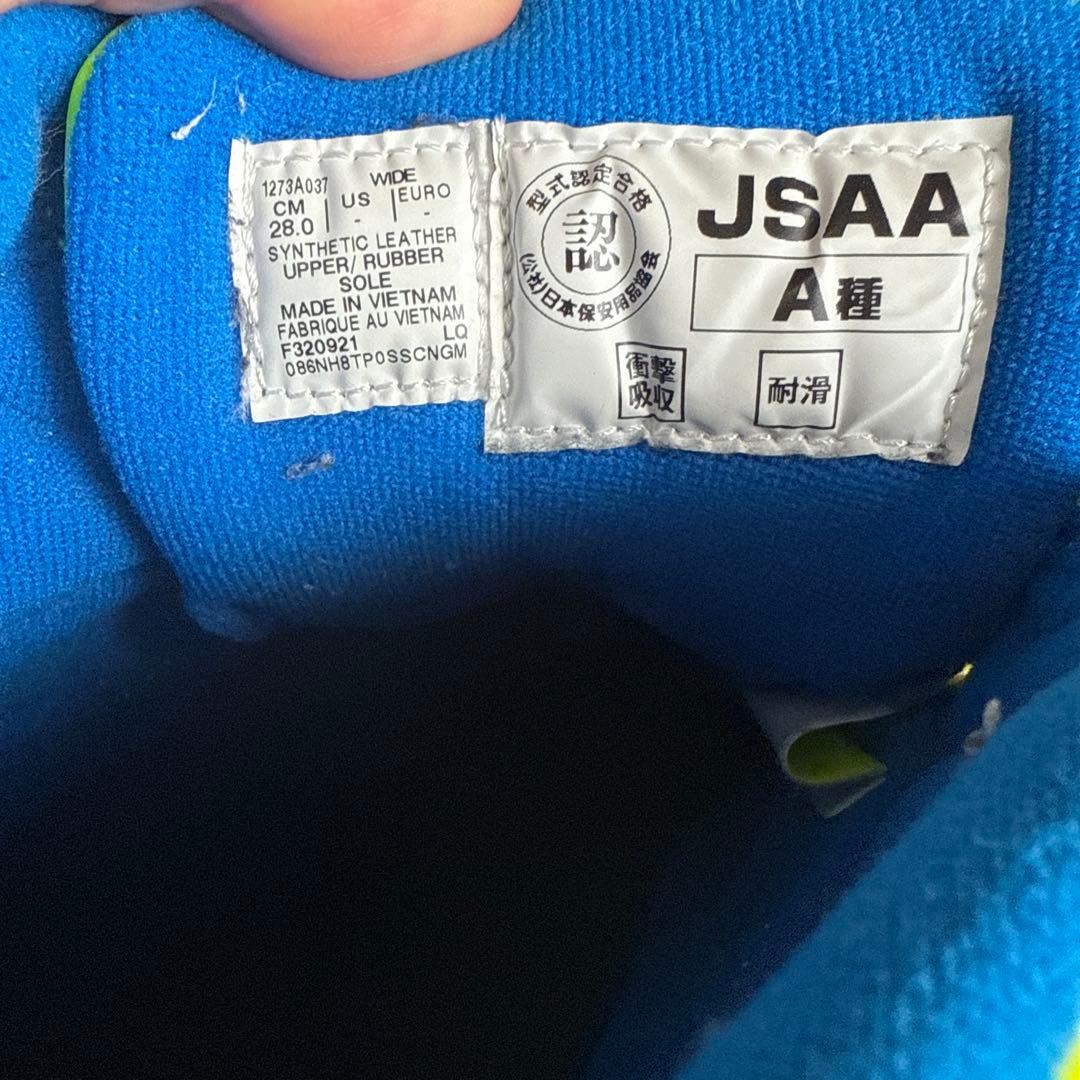 1273A037 WIDE
CM | US | EURO
28.0 | - | -
SYNTHETIC LEATHER
UPPER/ RUBBER
SOLE
MADE IN VIETNAM
FABRIQUE AU VIETNAM
F320921 LQ
086NH8TP0SSCNGM
型式認定合格
認
(公社)日本保安用品協会
JSAA
A種
衝撃
吸収
耐滑